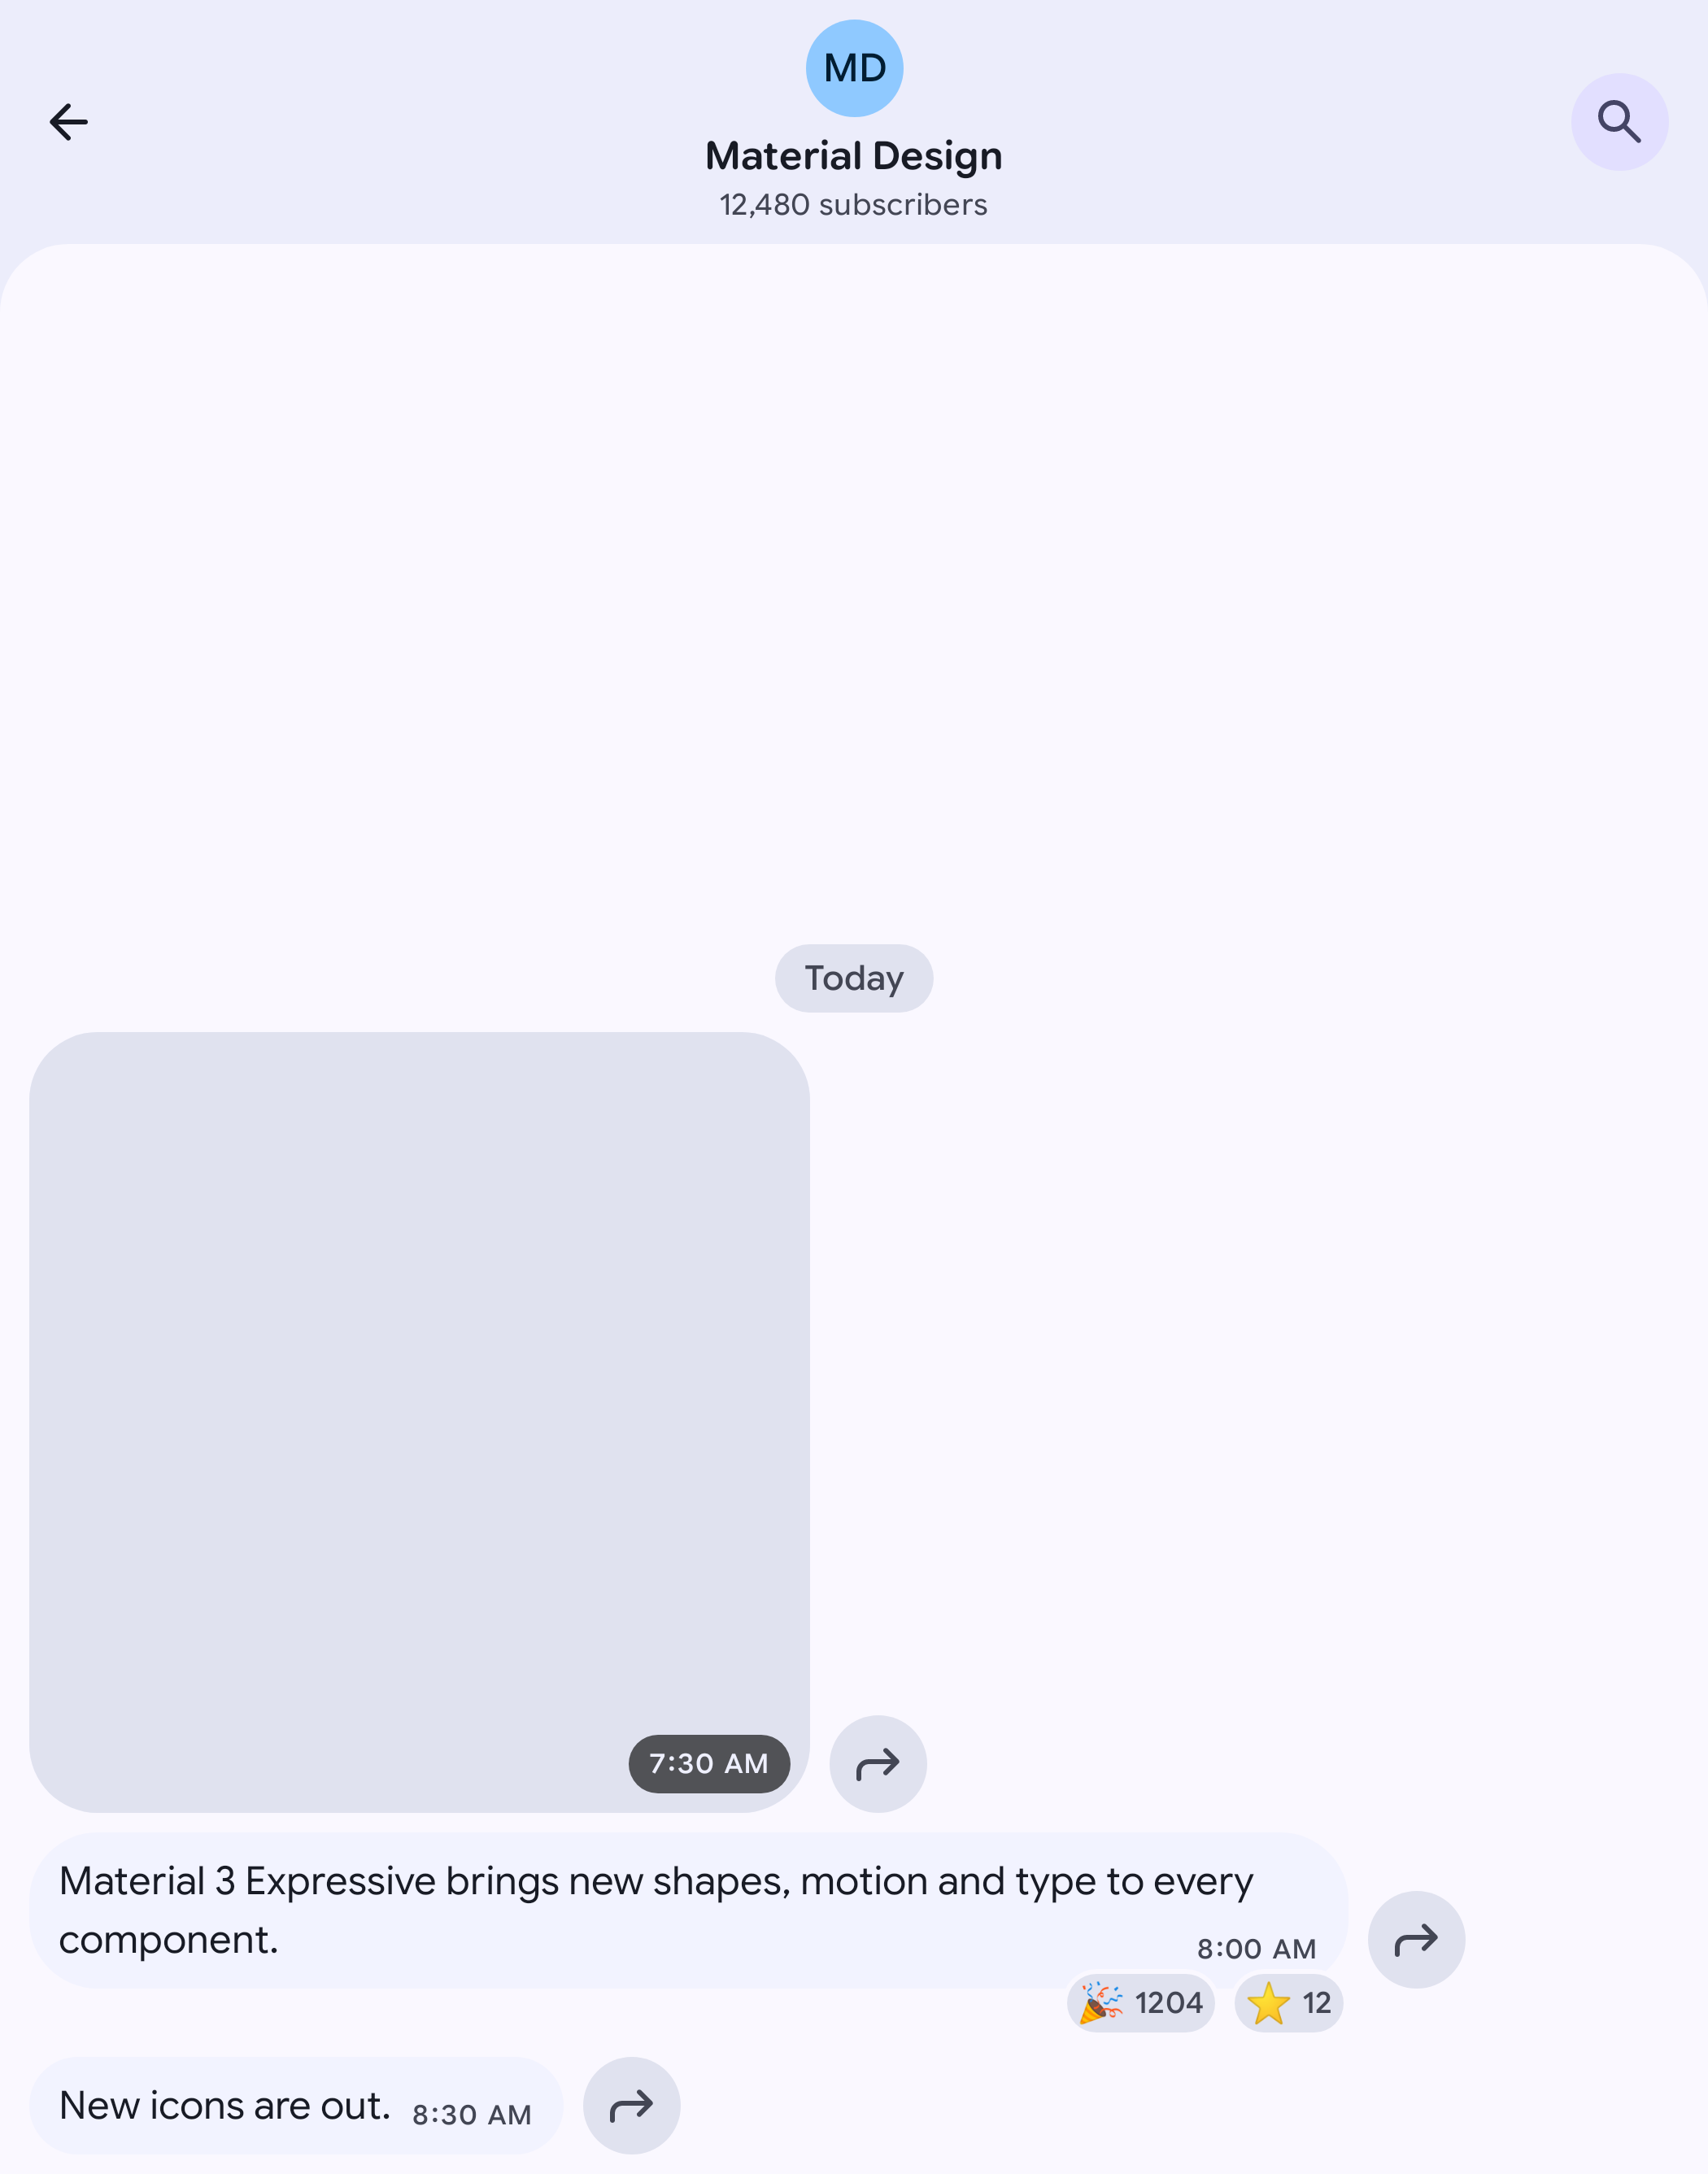 MD
Material Design
12,480 subscribers
Today
7:30 AM
Material 3 Expressive brings new shapes, motion and type to every
component.
8:00 AM
🎉 1204 ⭐ 12
New icons are out. 8:30 AM